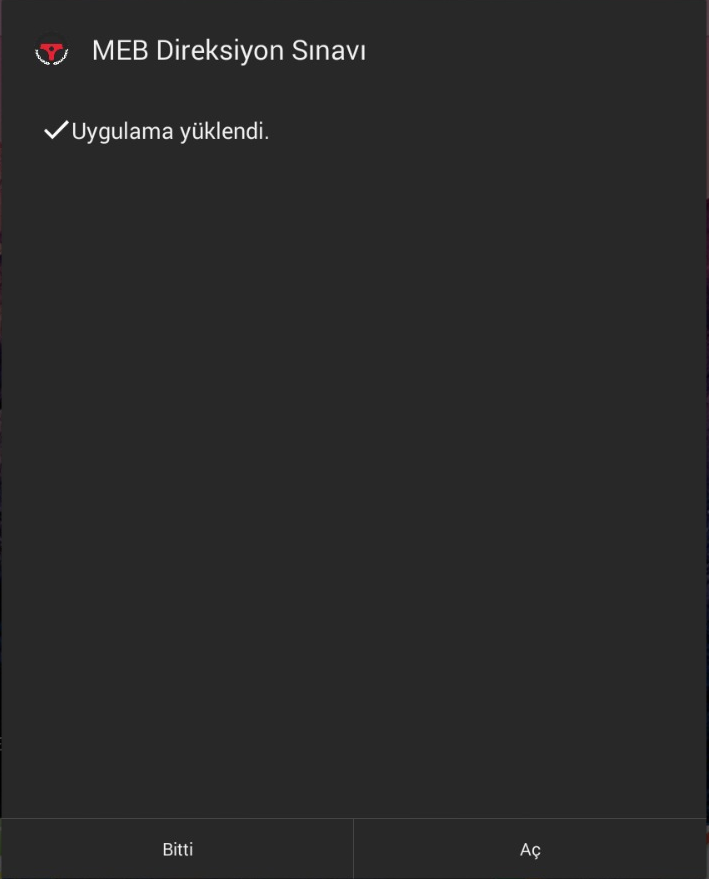 MEB Direksiyon Sınavı
Uygulama yüklendi.
Bitti
Aç